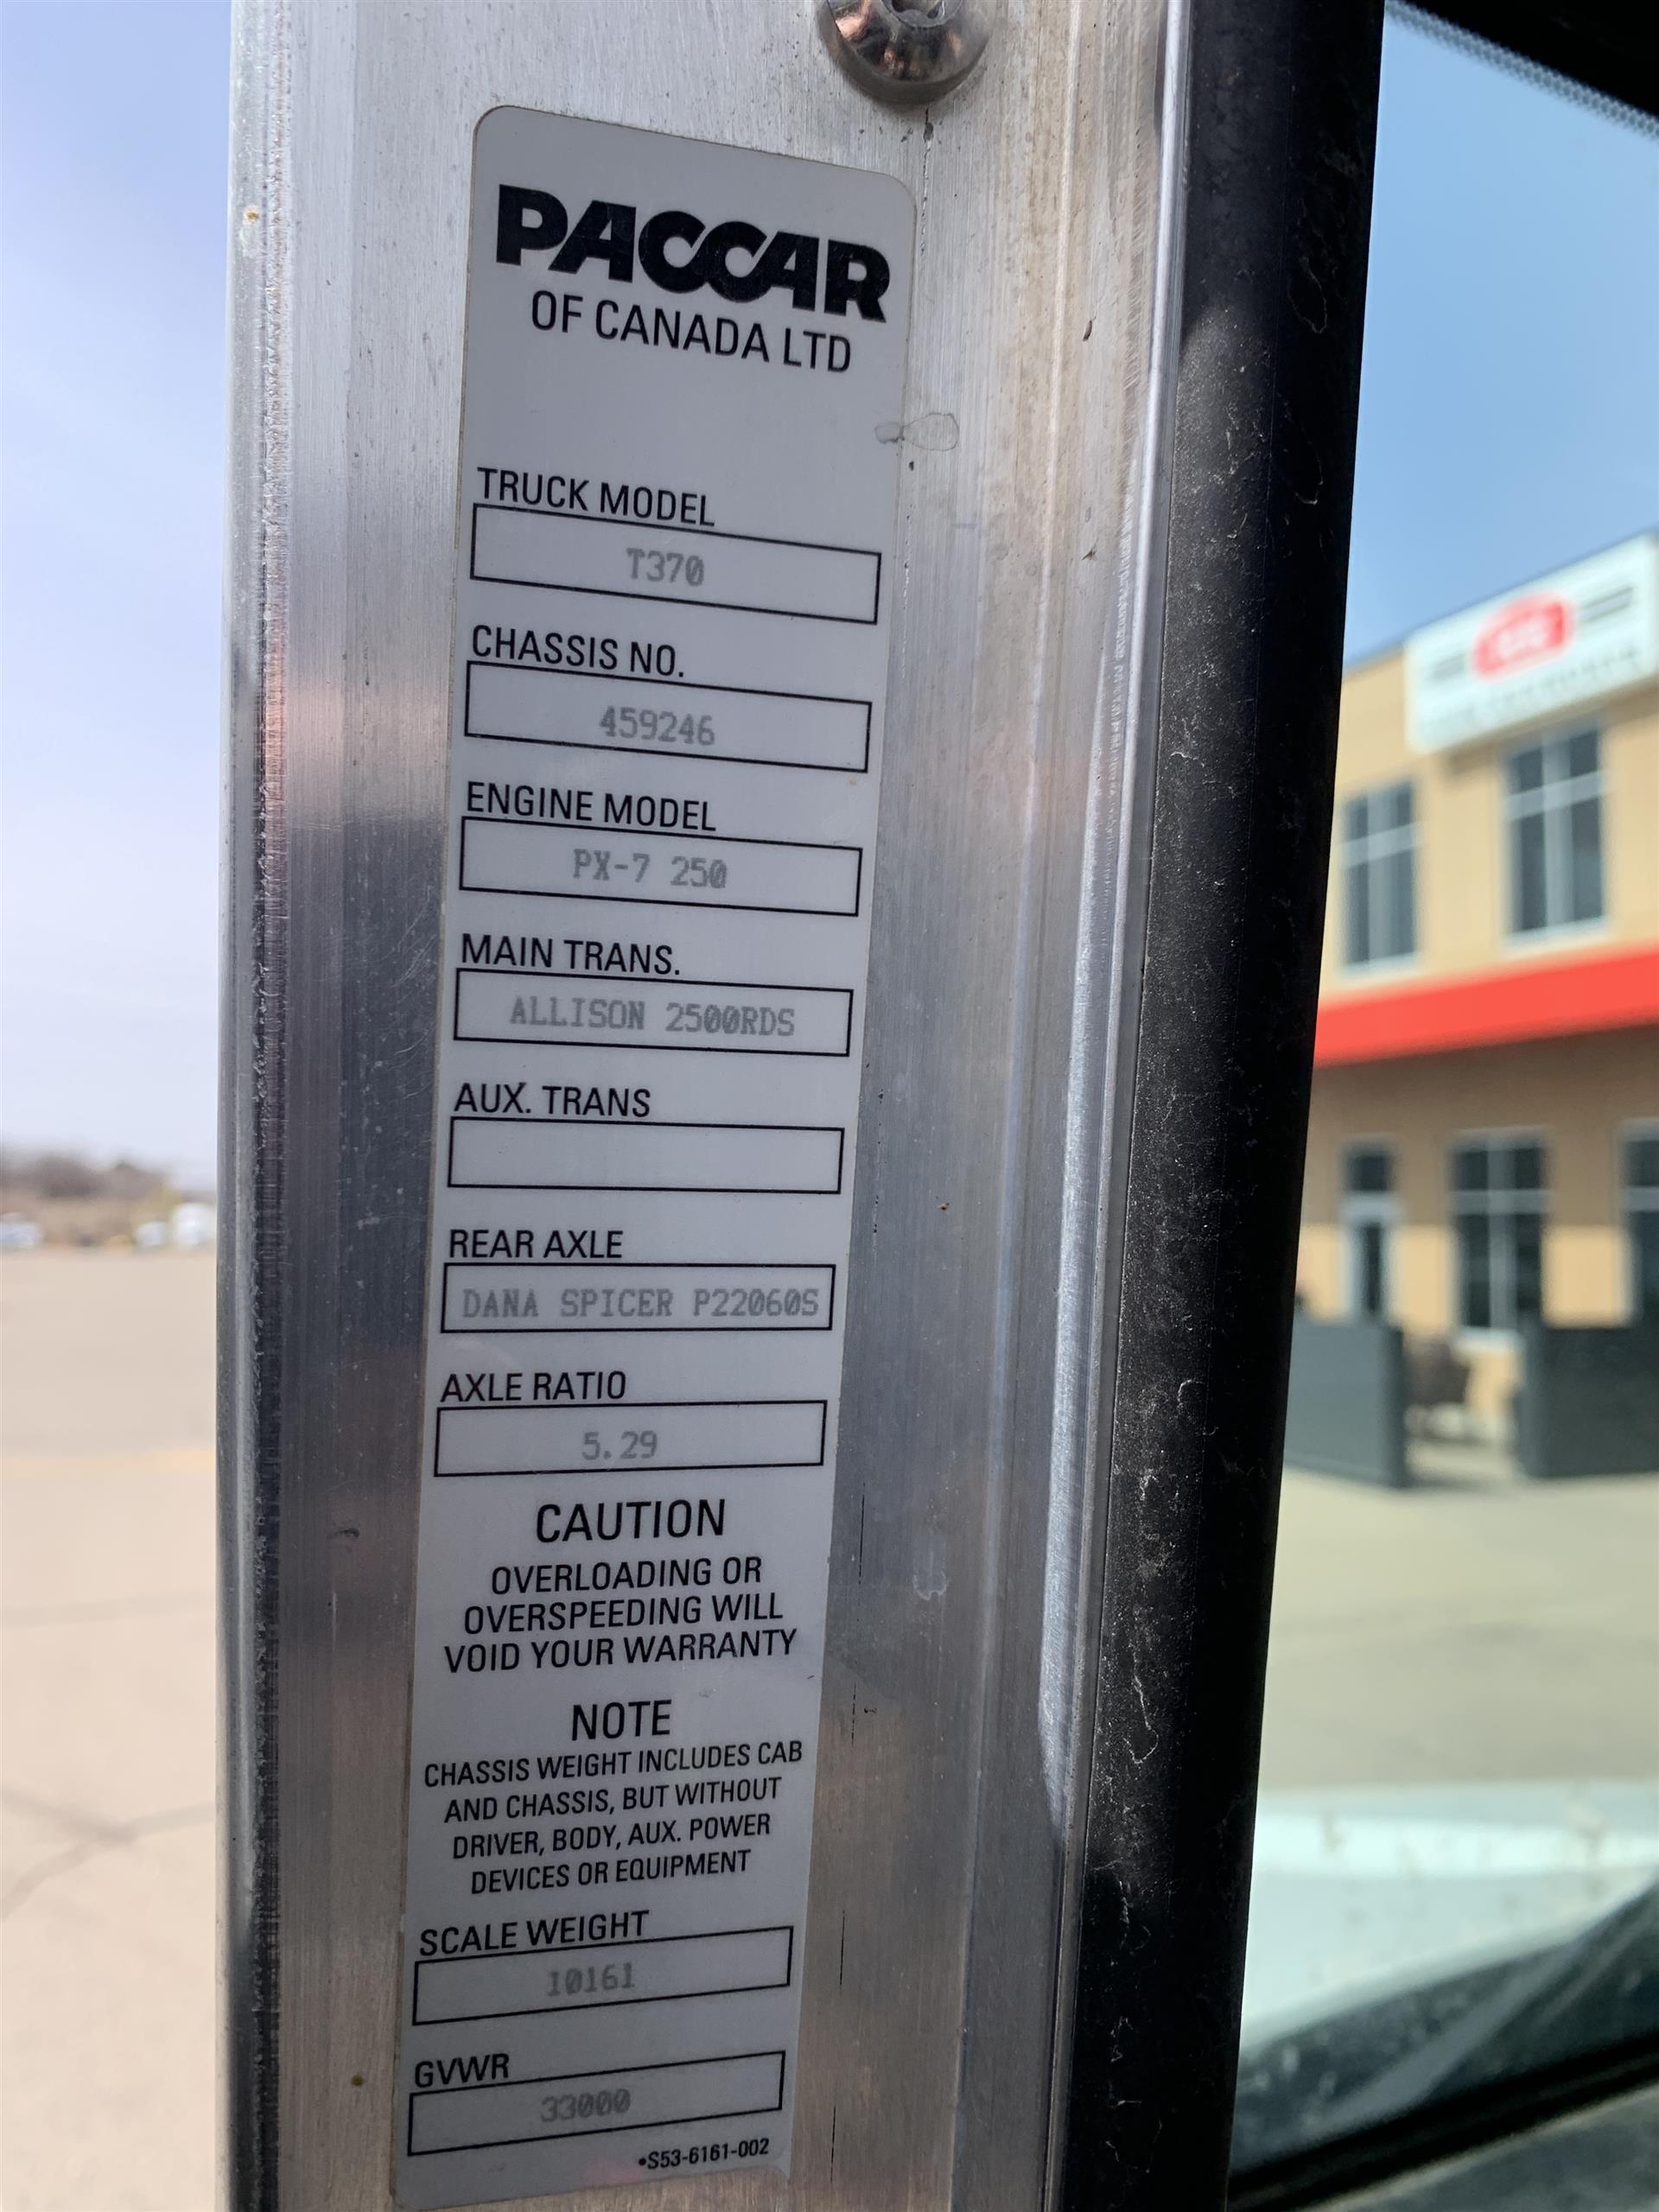 PACCAR
OF CANADA LTD
TRUCK MODEL
T370
CHASSIS NO.
459246
ENGINE MODEL
PX-7 250
MAIN TRANS.
ALLISON 2500RDS
AUX. TRANS
REAR AXLE
DANA SPICER P22060S
AXLE RATIO
5.29
CAUTION
OVERLOADING OR
OVERSPEEDING WILL
VOID YOUR WARRANTY
NOTE
CHASSIS WEIGHT INCLUDES CAB
AND CHASSIS, BUT WITHOUT
DRIVER, BODY, AUX. POWER
DEVICES OR EQUIPMENT
SCALE WEIGHT
10161
GVWR
33000
•S53-6161-002